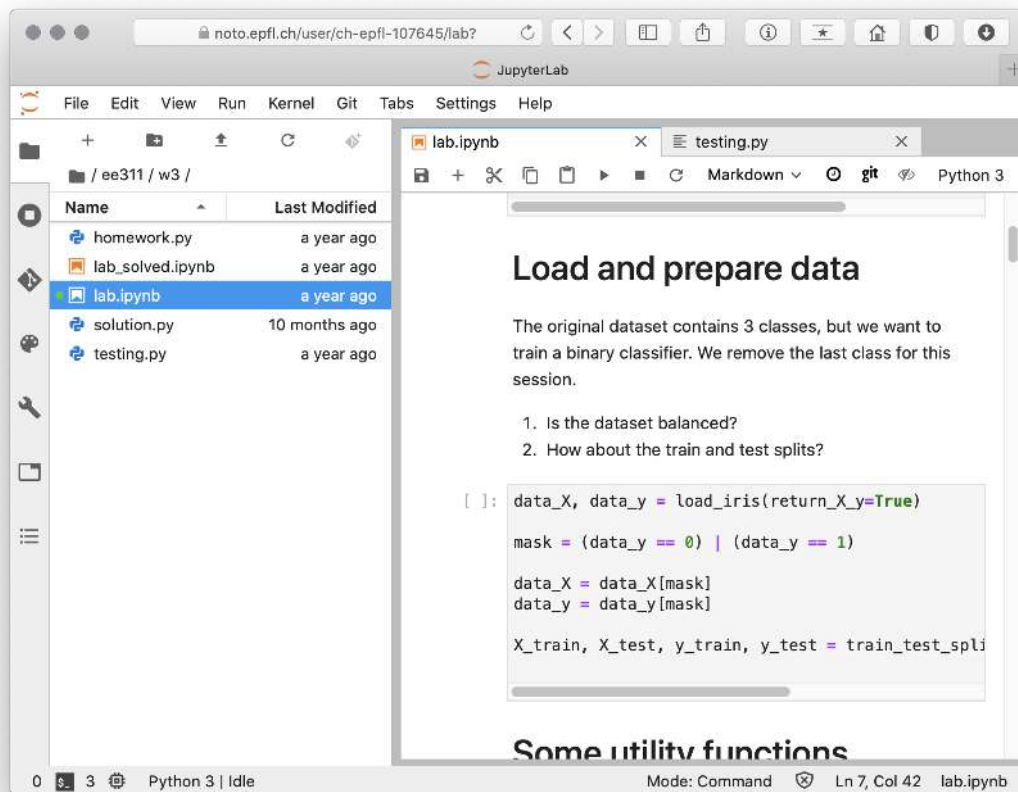 noto.epfl.ch/user/ch-epfl-107645/lab?
JupyterLab
File Edit View Run Kernel Git Tabs Settings Help
/ ee311 / w3 /
Name Last Modified
homework.py a year ago
lab_solved.ipynb a year ago
lab.ipynb a year ago
solution.py 10 months ago
testing.py a year ago
lab.ipynb testing.py
Markdown git Python 3
Load and prepare data
The original dataset contains 3 classes, but we want to
train a binary classifier. We remove the last class for this
session.
1. Is the dataset balanced?
2. How about the train and test splits?
[ ]: data_X, data_y = load_iris(return_X_y=True)
mask = (data_y == 0) | (data_y == 1)
data_X = data_X[mask]
data_y = data_y[mask]
X_train, X_test, y_train, y_test = train_test_spli
Some utility functions
0 $_ 3 Python 3 | Idle Mode: Command Ln 7, Col 42 lab.ipynb